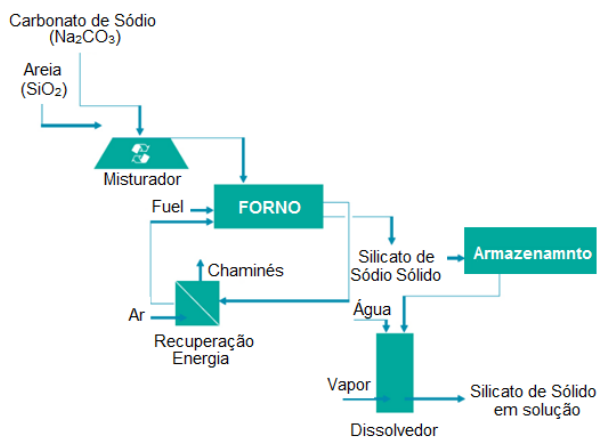 Carbonato de Sódio
(Na₂CO₃)
Areia
(SiO₂)
Misturador
Fuel
FORNO
Chaminés
Silicato de
Sódio Sólido
Armazenamnto
Ar
Recuperação
Energia
Água
Vapor
Silicato de Sólido
em solução
Dissolvedor